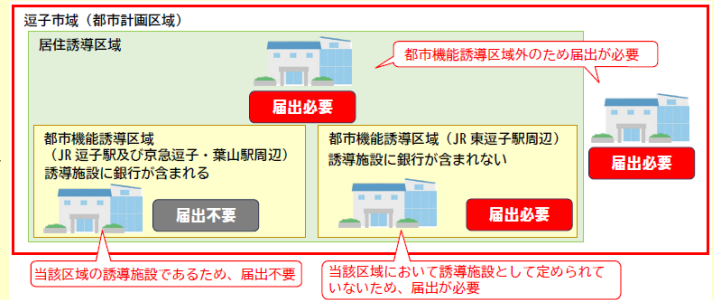 逗子市域（都市計画区域）
居住誘導区域
都市機能誘導区域外のため届出が必要
届出必要
届出必要
都市機能誘導区域
（JR 逗子駅及び京急逗子・葉山駅周辺）
誘導施設に銀行が含まれる
届出不要
都市機能誘導区域（JR 東逗子駅周辺）
誘導施設に銀行が含まれない
届出必要
当該区域の誘導施設であるため、届出不要
当該区域において誘導施設として定められて
いないため、届出が必要